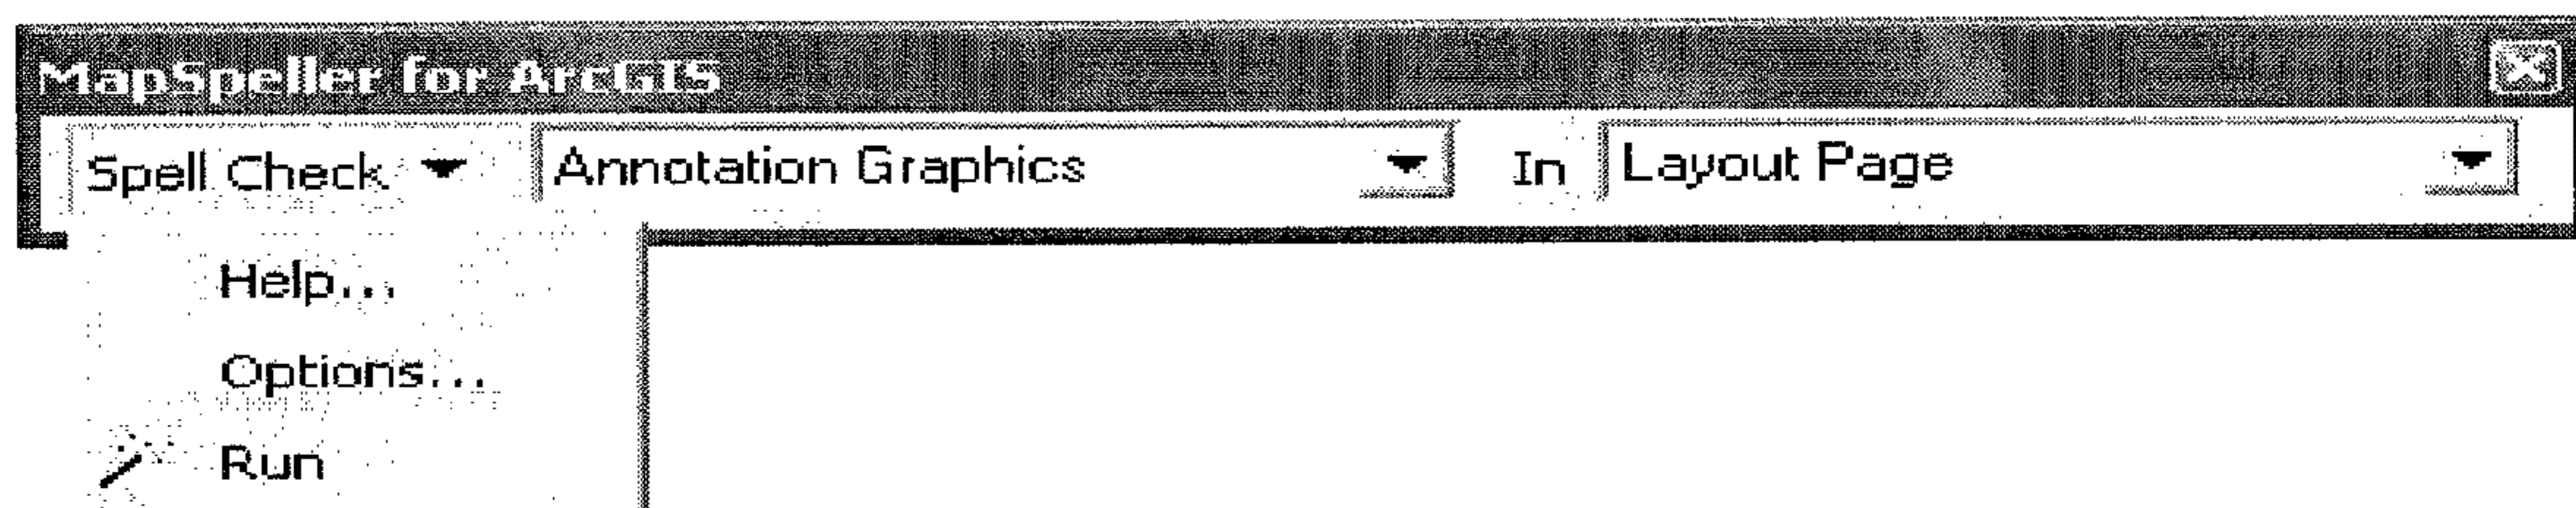 MapSpeller for ArcGIS
Spell Check Annotation Graphics In Layout Page
Help...
Options...
Run